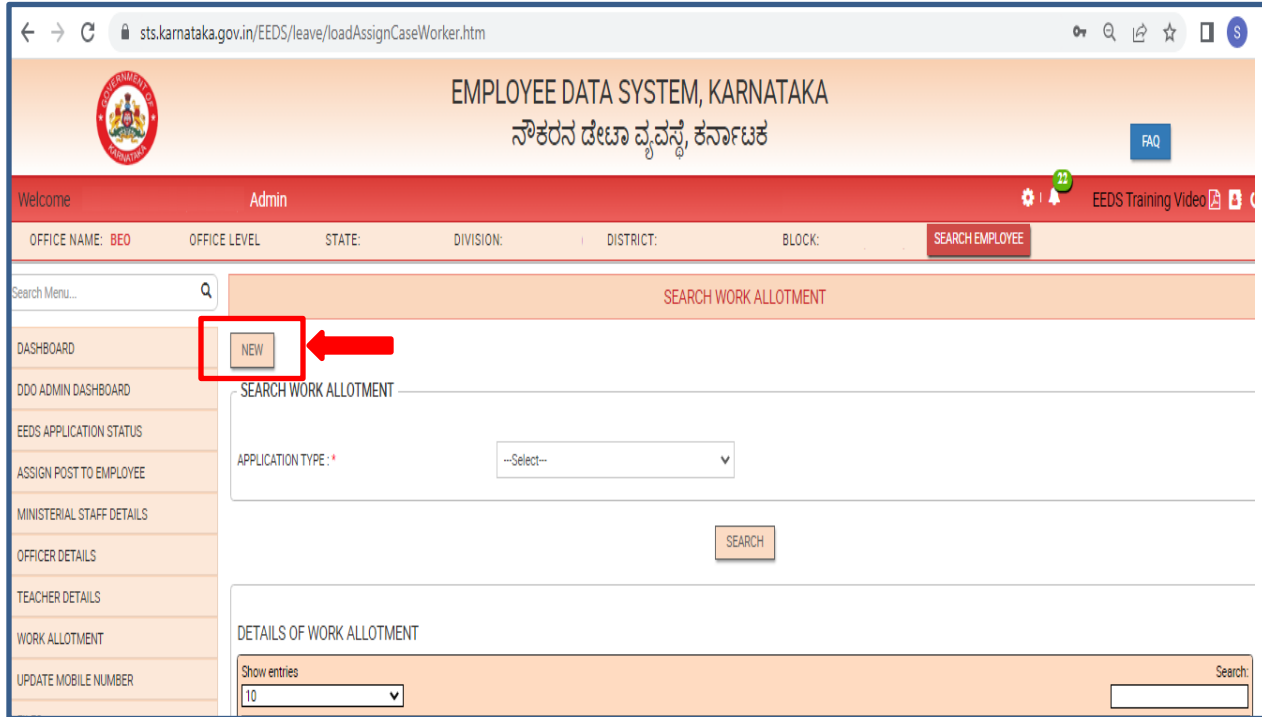 sts.karnataka.gov.in/EEDS/leave/loadAssignCaseWorker.htm
S
GOVERNMENT OF
KARNATAKA
EMPLOYEE DATA SYSTEM, KARNATAKA
ನೌಕರನ ಡೇಟಾ ವ್ಯವಸ್ಥೆ, ಕರ್ನಾಟಕ
FAQ
Welcome Admin 22 EEDS Training Video
OFFICE NAME: BEO OFFICE LEVEL STATE: DIVISION: DISTRICT: BLOCK: SEARCH EMPLOYEE
Search Menu...
SEARCH WORK ALLOTMENT
DASHBOARD
DDO ADMIN DASHBOARD
EEDS APPLICATION STATUS
ASSIGN POST TO EMPLOYEE
MINISTERIAL STAFF DETAILS
OFFICER DETAILS
TEACHER DETAILS
WORK ALLOTMENT
UPDATE MOBILE NUMBER
NEW
SEARCH WORK ALLOTMENT
APPLICATION TYPE : * ---Select---
SEARCH
DETAILS OF WORK ALLOTMENT
Show entries Search:
10